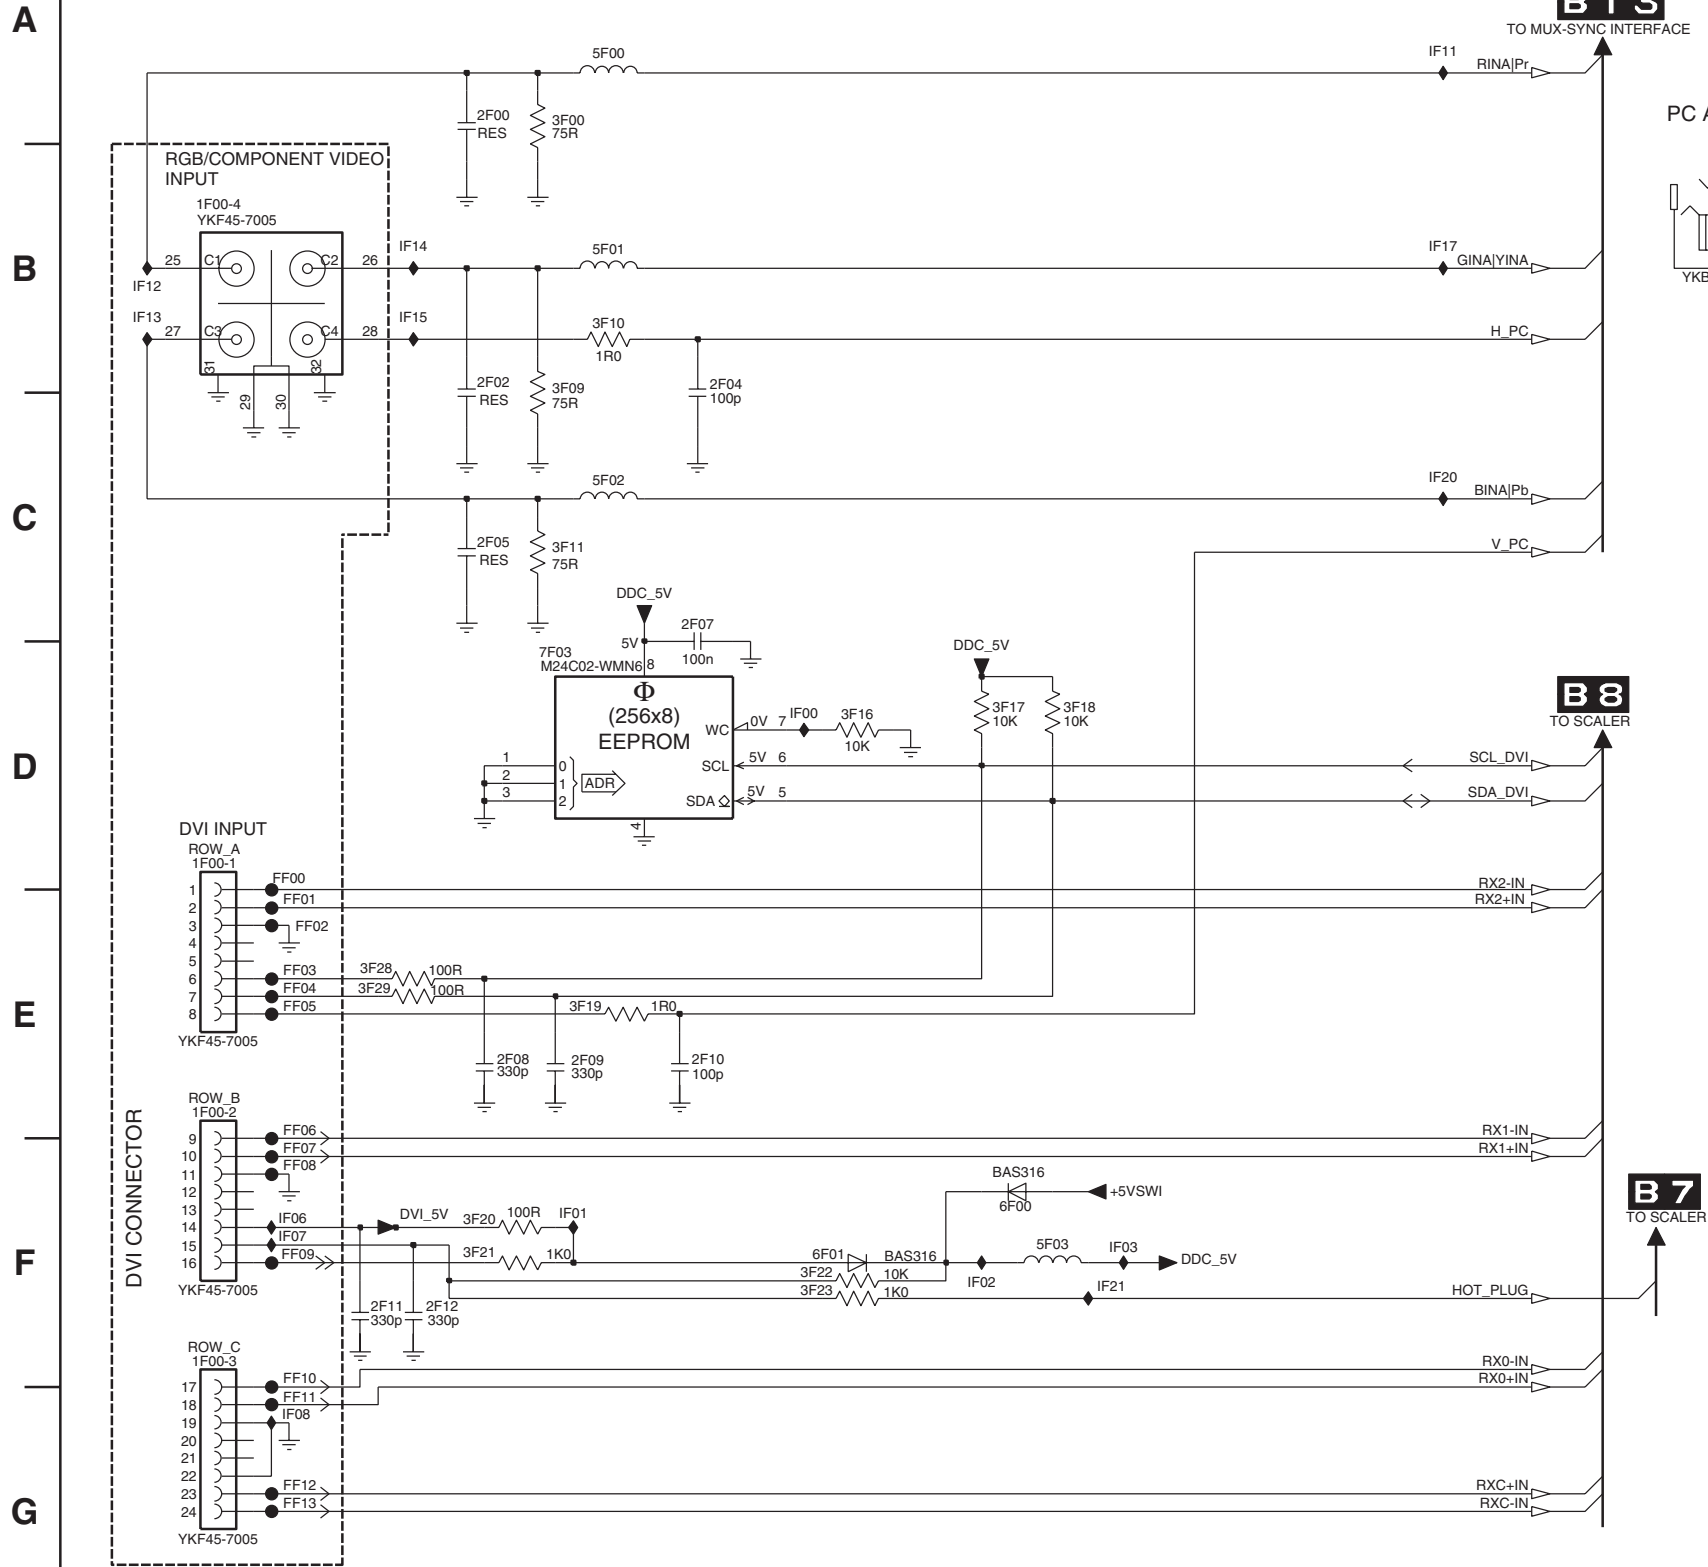 A
B 1 3
TO MUX-SYNC INTERFACE
5F00
IF11
RINA|Pr
2F00
RES
3F00
75R
PC A
RGB/COMPONENT VIDEO
INPUT
1F00-4
YKF45-7005
B
25
C1
C2
26
IF14
5F01
IF17
GINA|YINA
IF12
YKB
IF13
27
C3
C4
28
IF15
3F10
1R0
H_PC
31
32
29
30
2F02
RES
3F09
75R
2F04
100p
C
5F02
IF20
BINA|Pb
2F05
RES
3F11
75R
V_PC
DDC_5V
5V
2F07
100n
7F03
M24C02-WMN6
8
DDC_5V
Φ
(256x8)
EEPROM
WC
0V
7
IF00
3F16
10K
3F17
10K
3F18
10K
B 8
TO SCALER
D
1
2
3
0
1
2
ADR
SCL
5V
6
SCL_DVI
SDA
5V
5
SDA_DVI
4
DVI INPUT
ROW_A
1F00-1
1
FF00
RX2-IN
2
FF01
RX2+IN
3
FF02
4
5
6
FF03
3F28
100R
7
FF04
3F29
100R
8
FF05
3F19
1R0
E
YKF45-7005
2F08
330p
2F09
330p
2F10
100p
ROW_B
1F00-2
DVI CONNECTOR
9
FF06
RX1-IN
10
FF07
RX1+IN
11
FF08
12
13
BAS316
6F00
+5VSWI
B 7
TO SCALER
14
IF06
DVI_5V
3F20
100R
IF01
15
IF07
16
FF09
3F21
1K0
6F01
BAS316
5F03
IF03
DDC_5V
F
IF02
3F22
10K
3F23
1K0
IF21
HOT_PLUG
YKF45-7005
2F11
330p
2F12
330p
ROW_C
1F00-3
17
FF10
RX0-IN
18
FF11
RX0+IN
19
IF08
20
21
22
23
FF12
RXC+IN
24
FF13
RXC-IN
G
YKF45-7005